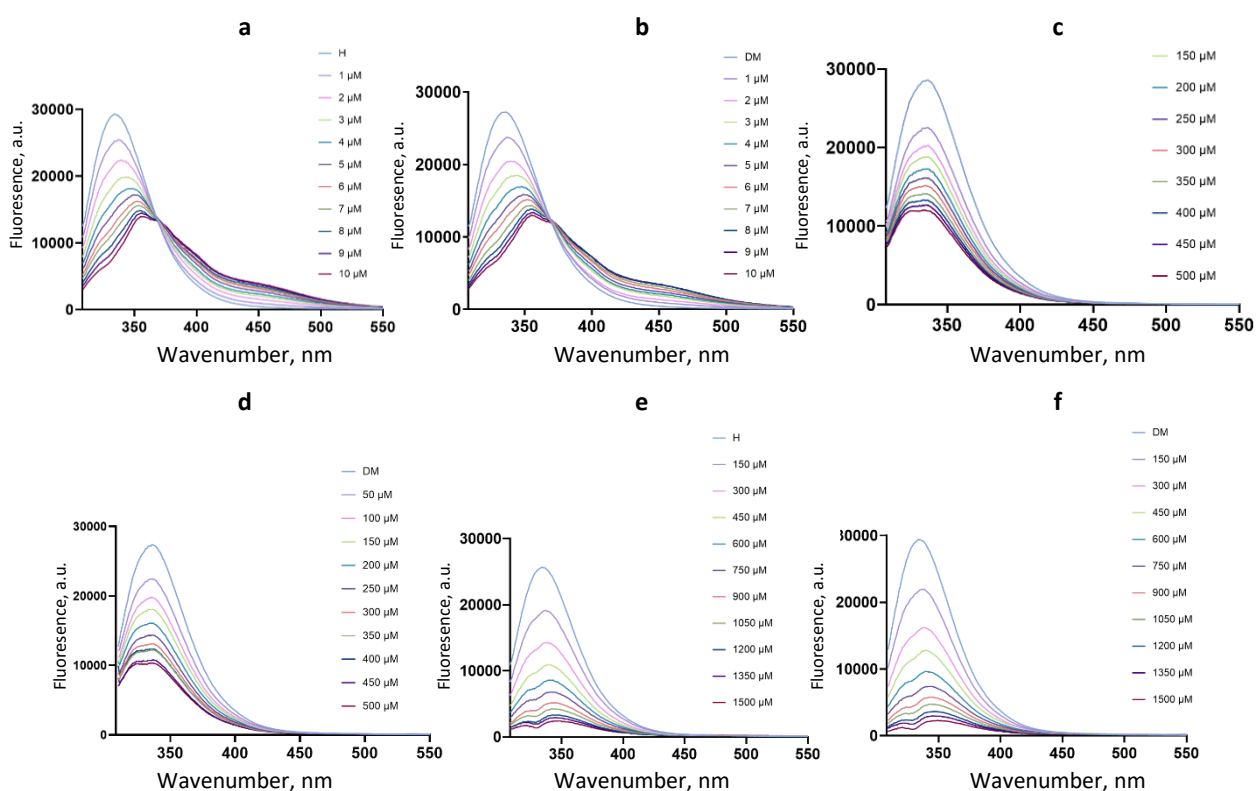 a
H
1 µM
2 µM
3 µM
4 µM
5 µM
6 µM
7 µM
8 µM
9 µM
10 µM
Fluoresence, a.u.
30000
20000
10000
0
350 400 450 500 550
Wavenumber, nm
b
DM
1 µM
2 µM
3 µM
4 µM
5 µM
6 µM
7 µM
8 µM
9 µM
10 µM
Fluoresence, a.u.
30000
20000
10000
0
350 400 450 500 550
Wavenumber, nm
c
150 µM
200 µM
250 µM
300 µM
350 µM
400 µM
450 µM
500 µM
Fluoresence, a.u.
30000
20000
10000
0
350 400 450 500 550
Wavenumber, nm
d
DM
50 µM
100 µM
150 µM
200 µM
250 µM
300 µM
350 µM
400 µM
450 µM
500 µM
Fluoresence, a.u.
30000
20000
10000
0
350 400 450 500 550
Wavenumber, nm
e
H
150 µM
300 µM
450 µM
600 µM
750 µM
900 µM
1050 µM
1200 µM
1350 µM
1500 µM
Fluoresence, a.u.
30000
20000
10000
0
350 400 450 500 550
Wavenumber, nm
f
DM
150 µM
300 µM
450 µM
600 µM
750 µM
900 µM
1050 µM
1200 µM
1350 µM
1500 µM
Fluoresence, a.u.
30000
20000
10000
0
350 400 450 500 550
Wavenumber, nm